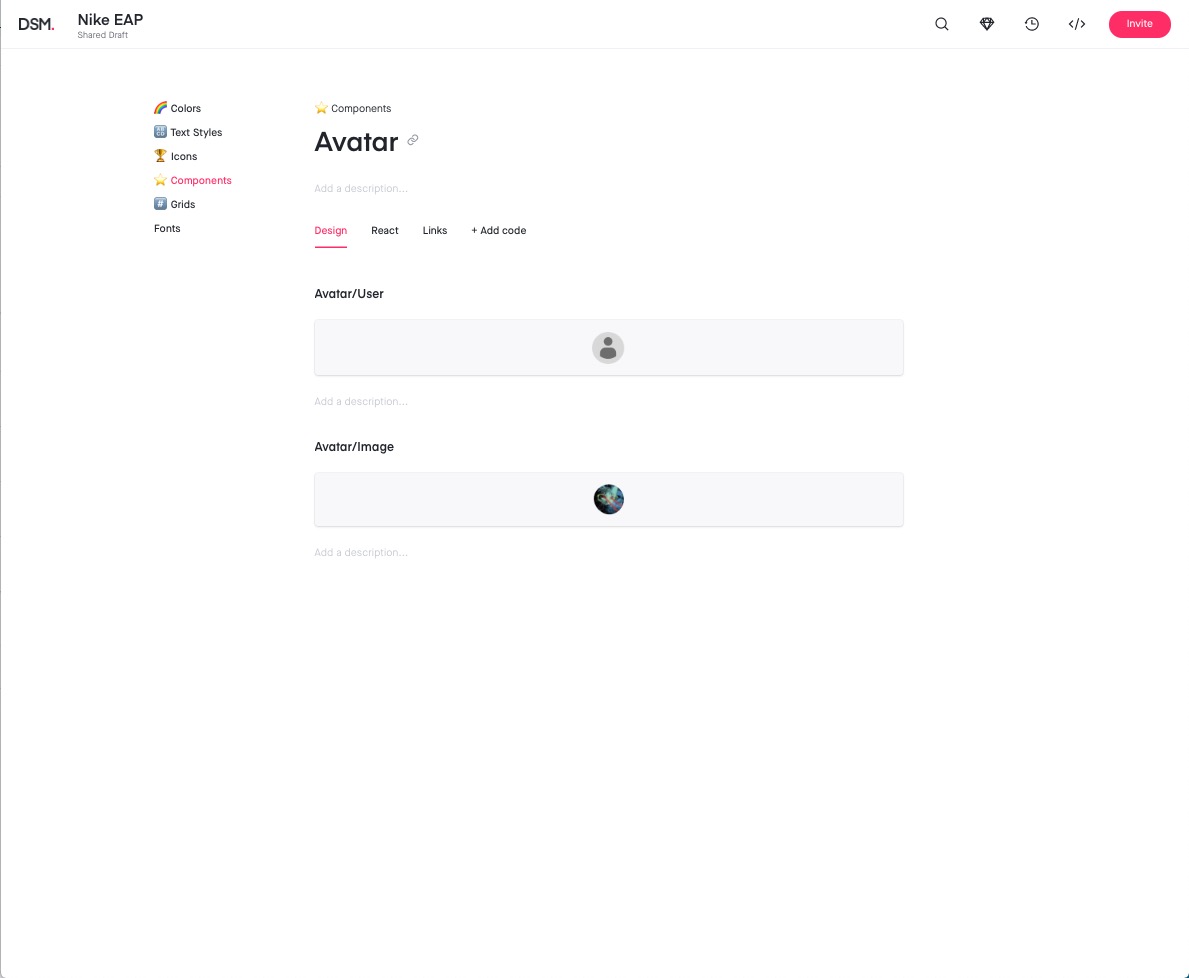 DSM.
Nike EAP
Shared Draft
Invite
Colors
Text Styles
Icons
Components
Grids
Fonts
Components
Avatar
Add a description...
Design React Links + Add code
Avatar/User
Add a description...
Avatar/Image
Add a description...